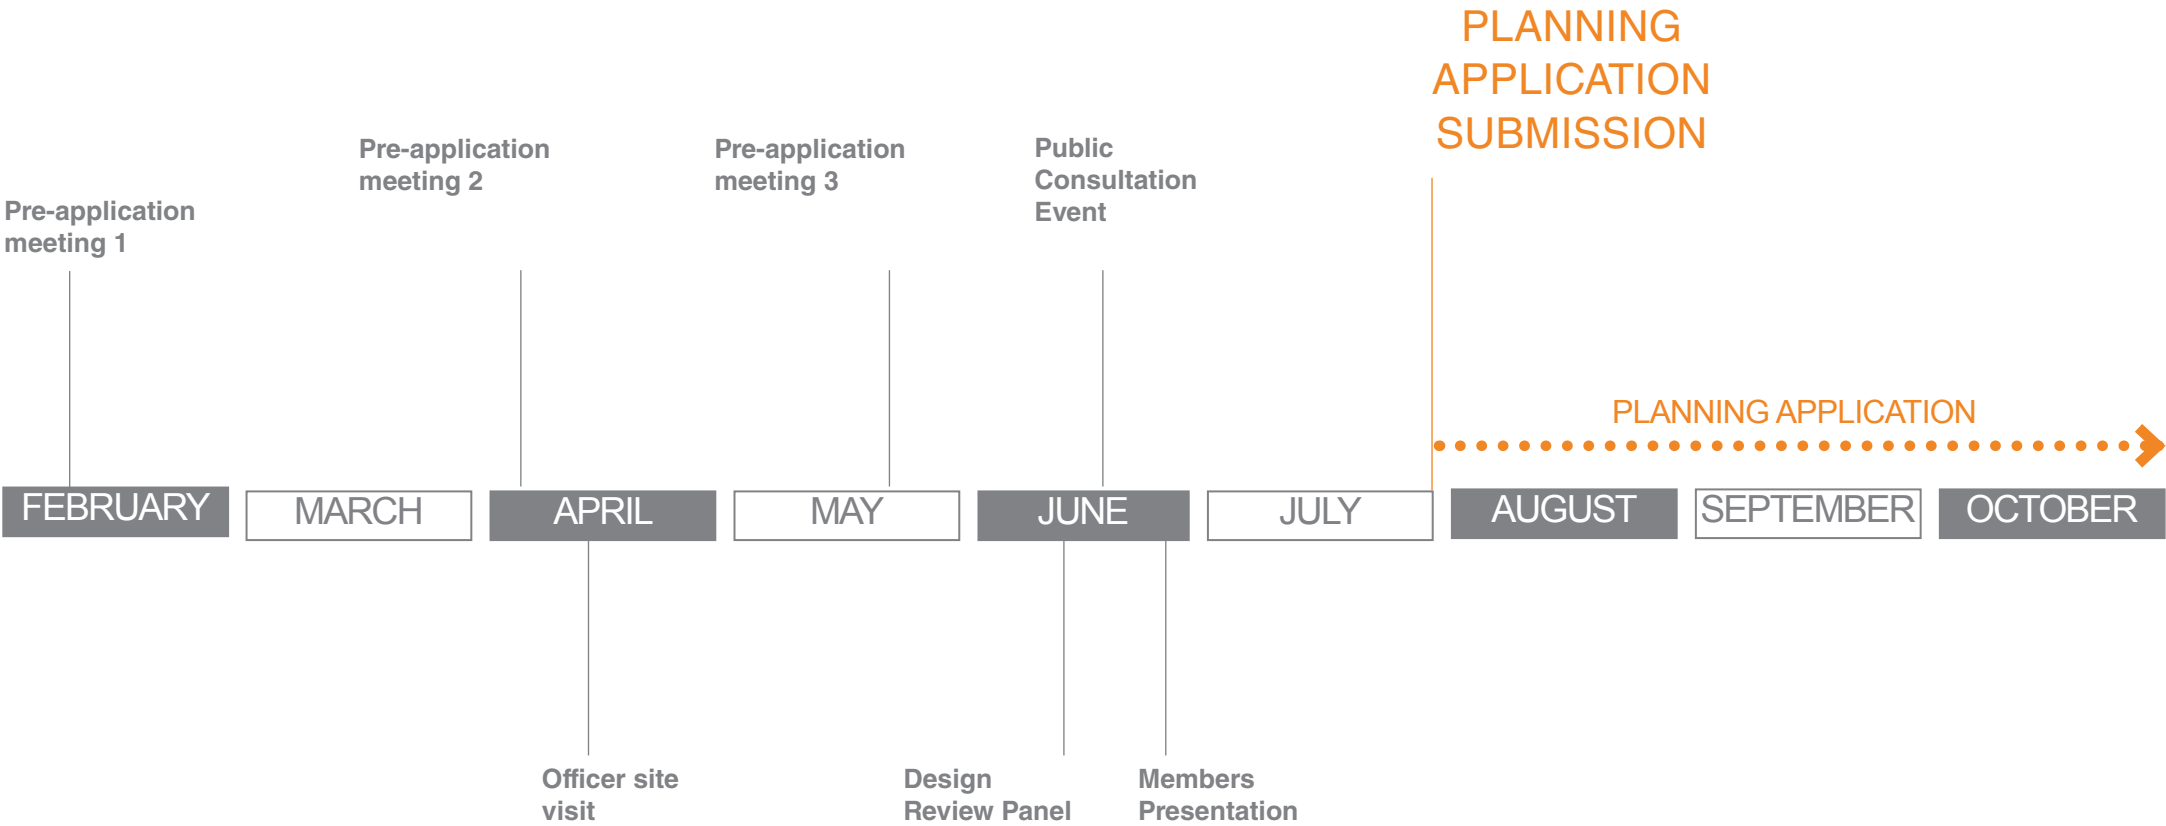 PLANNING
APPLICATION
SUBMISSION
Pre-application
meeting 1
Pre-application
meeting 2
Pre-application
meeting 3
Public
Consultation
Event
PLANNING APPLICATION
FEBRUARY
MARCH
APRIL
MAY
JUNE
JULY
AUGUST
SEPTEMBER
OCTOBER
Officer site
visit
Design
Review Panel
Members
Presentation